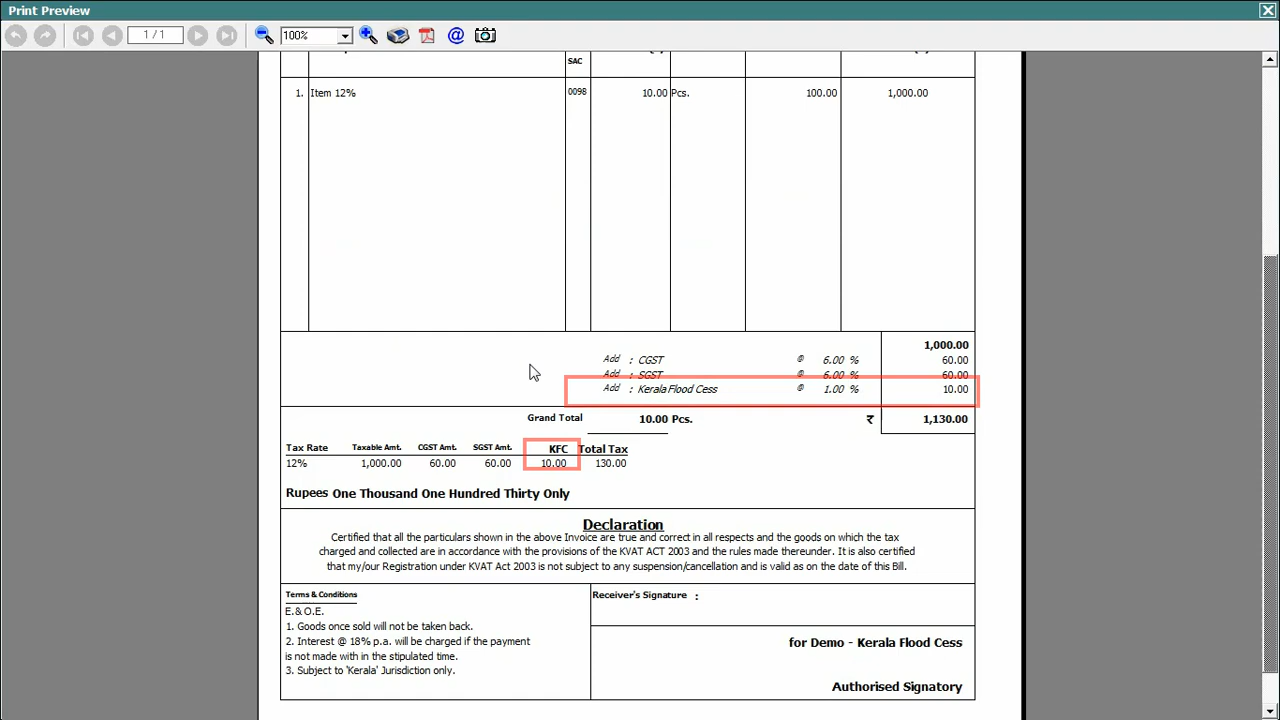 Print Preview
1 / 1
100%
SAC
1. Item 12% 0098 10.00 Pcs. 100.00 1,000.00
1,000.00
Add : CGST @ 6.00 % 60.00
Add : SGST @ 6.00 % 60.00
Add : Kerala Flood Cess @ 1.00 % 10.00
Grand Total 10.00 Pcs. ₹ 1,130.00
Tax Rate Taxable Amt. CGST Amt. SGST Amt. KFC Total Tax
12% 1,000.00 60.00 60.00 10.00 130.00
Rupees One Thousand One Hundred Thirty Only
Declaration
Certified that all the particulars shown in the above Invoice are true and correct in all respects and the goods on which the tax
charged and collected are in accordance with the provisions of the KVAT ACT 2003 and the rules made thereunder. It is also certified
that my/our Registration under KVAT Act 2003 is not subject to any suspension/cancellation and is valid as on the date of this Bill.
Terms & Conditions
E.& O.E.
1. Goods once sold will not be taken back.
2. Interest @ 18% p.a. will be charged if the payment
is not made with in the stipulated time.
3. Subject to 'Kerala' Jurisdiction only.
Receiver's Signature :
for Demo - Kerala Flood Cess
Authorised Signatory